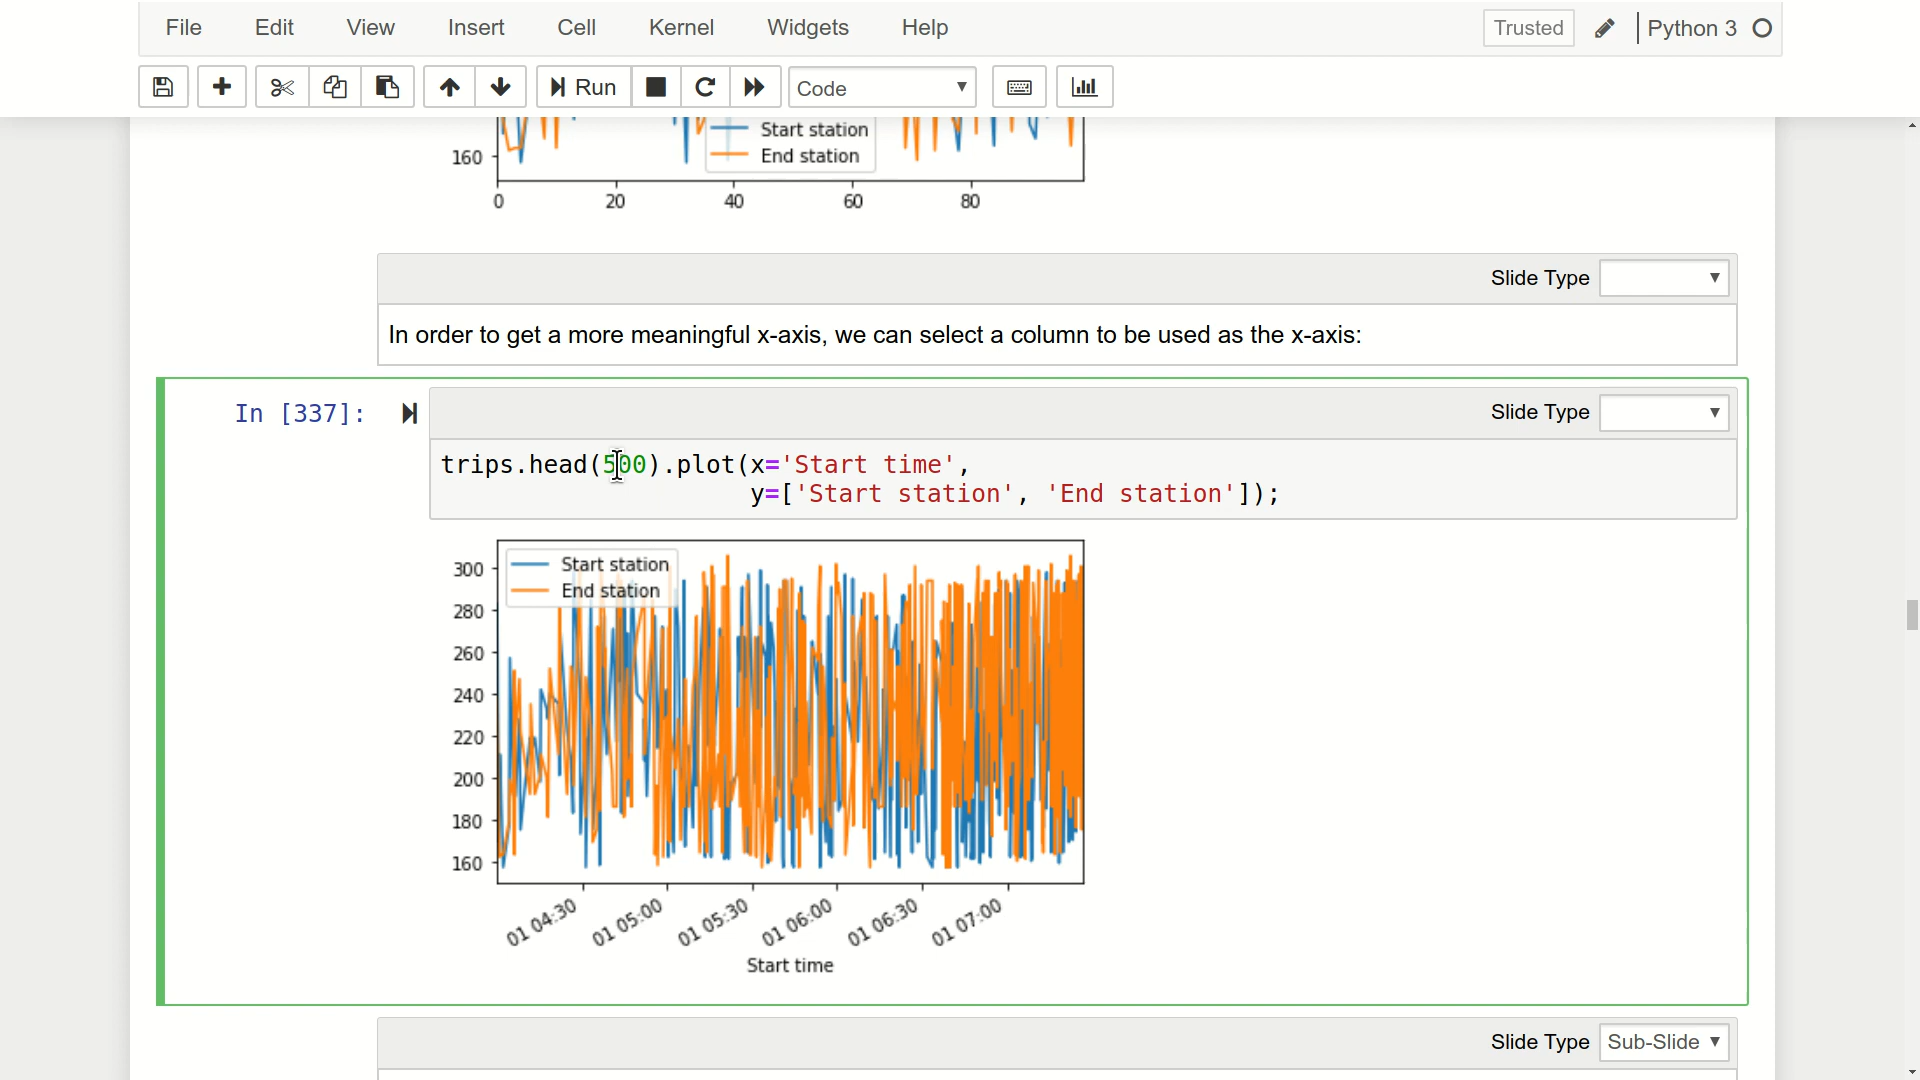 File Edit View Insert Cell Kernel Widgets Help Trusted Python 3
Run Code
Start station
End station
160
0 20 40 60 80
Slide Type
In order to get a more meaningful x-axis, we can select a column to be used as the x-axis:
In [337]:
Slide Type
trips.head(500).plot(x='Start time',
y=['Start station', 'End station']);
Start station
End station
300
280
260
240
220
200
180
160
01 04:30 01 05:00 01 05:30 01 06:00 01 06:30 01 07:00
Start time
Slide Type Sub-Slide